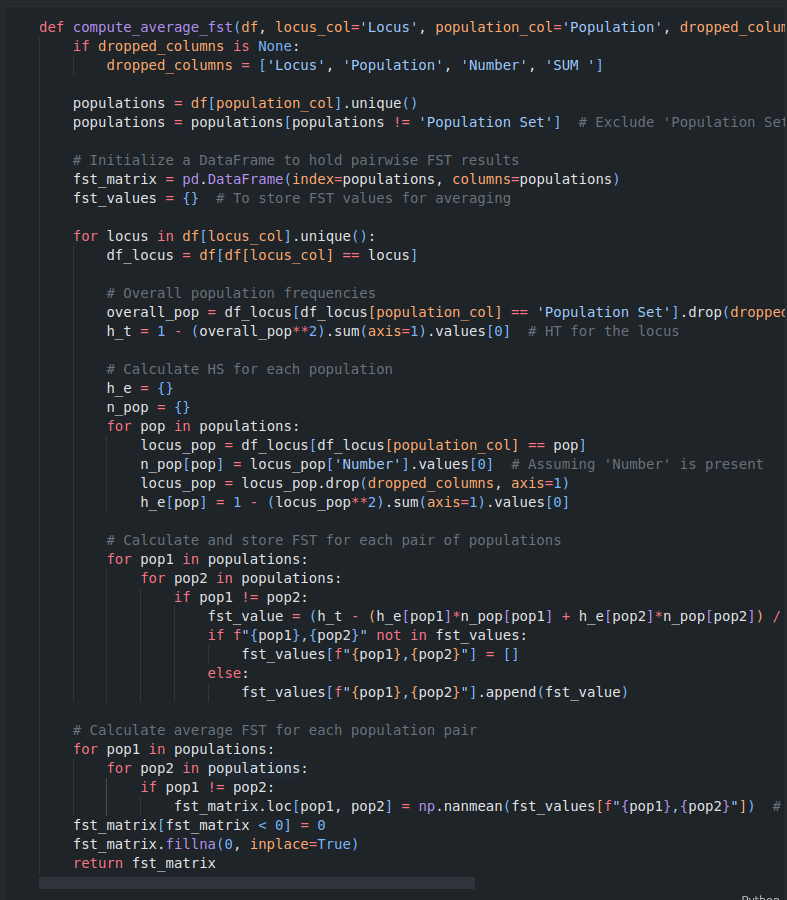 def compute_average_fst(df, locus_col='Locus', population_col='Population', dropped_colum
    if dropped_columns is None:
        dropped_columns = ['Locus', 'Population', 'Number', 'SUM ']

    populations = df[population_col].unique()
    populations = populations[populations != 'Population Set']  # Exclude 'Population Set

    # Initialize a DataFrame to hold pairwise FST results
    fst_matrix = pd.DataFrame(index=populations, columns=populations)
    fst_values = {}  # To store FST values for averaging

    for locus in df[locus_col].unique():
        df_locus = df[df[locus_col] == locus]

        # Overall population frequencies
        overall_pop = df_locus[df_locus[population_col] == 'Population Set'].drop(dropped
        h_t = 1 - (overall_pop**2).sum(axis=1).values[0]  # HT for the locus

        # Calculate HS for each population
        h_e = {}
        n_pop = {}
        for pop in populations:
            locus_pop = df_locus[df_locus[population_col] == pop]
            n_pop[pop] = locus_pop['Number'].values[0]  # Assuming 'Number' is present
            locus_pop = locus_pop.drop(dropped_columns, axis=1)
            h_e[pop] = 1 - (locus_pop**2).sum(axis=1).values[0]

        # Calculate and store FST for each pair of populations
        for pop1 in populations:
            for pop2 in populations:
                if pop1 != pop2:
                    fst_value = (h_t - (h_e[pop1]*n_pop[pop1] + h_e[pop2]*n_pop[pop2]) /
                    if f"{pop1},{pop2}" not in fst_values:
                        fst_values[f"{pop1},{pop2}"] = []
                    else:
                        fst_values[f"{pop1},{pop2}"].append(fst_value)

    # Calculate average FST for each population pair
    for pop1 in populations:
        for pop2 in populations:
            if pop1 != pop2:
                fst_matrix.loc[pop1, pop2] = np.nanmean(fst_values[f"{pop1},{pop2}"])  #
    fst_matrix[fst_matrix < 0] = 0
    fst_matrix.fillna(0, inplace=True)
    return fst_matrix
Python